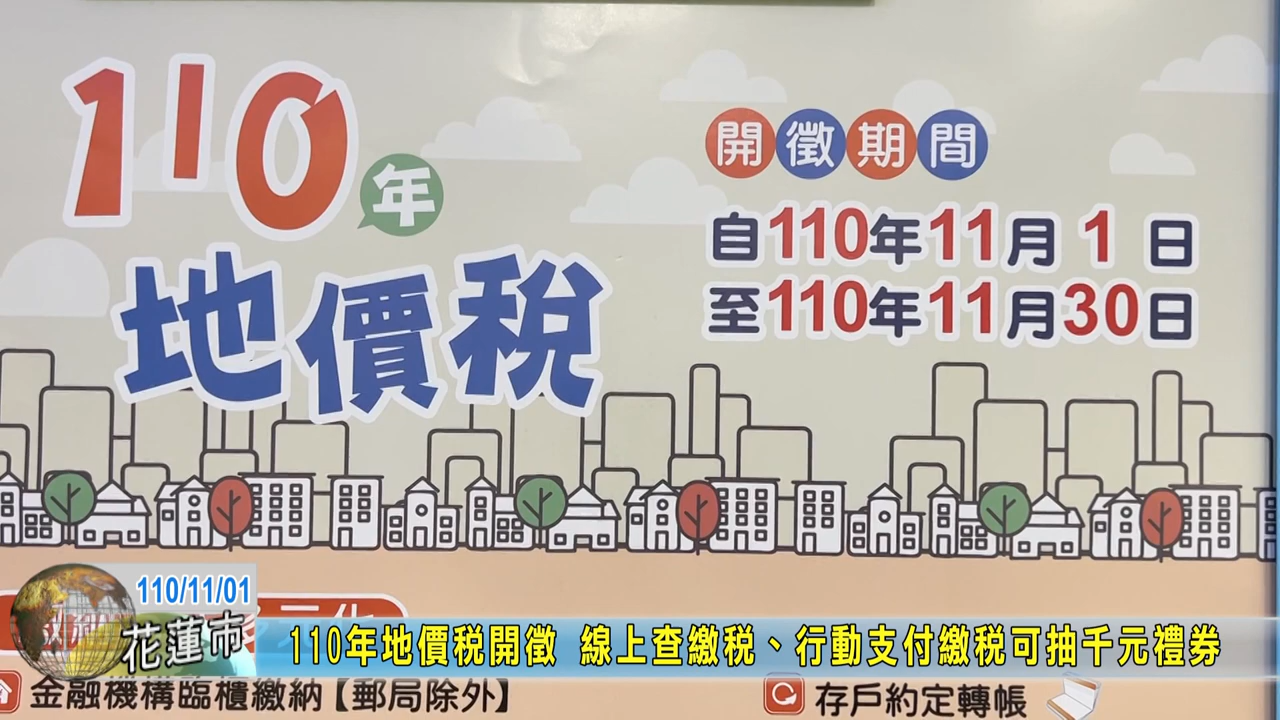 110年
地價稅
開徵期間
自110年11月1日
至110年11月30日
110/11/01
花蓮市
110年地價稅開徵 線上查繳稅、行動支付繳稅可抽千元禮券
金融機構臨櫃繳納【郵局除外】
存戶約定轉帳